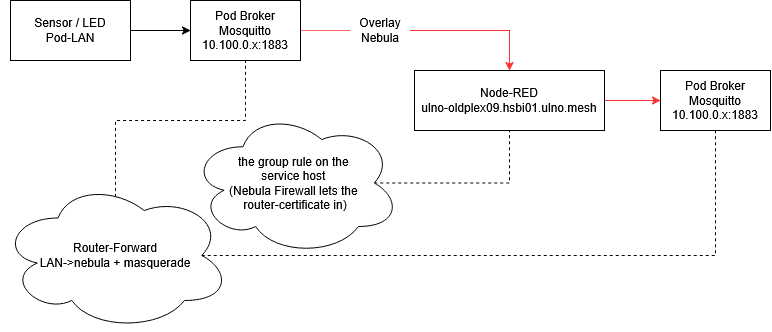 Sensor / LED
Pod-LAN
Pod Broker
Mosquitto
10.100.0.x:1883
Overlay
Nebula
Node-RED
ulno-oldplex09.hsbi01.ulno.mesh
Pod Broker
Mosquitto
10.100.0.x:1883
the group rule on the
service host
(Nebula Firewall lets the
router-certificate in)
Router-Forward
LAN->nebula + masquerade